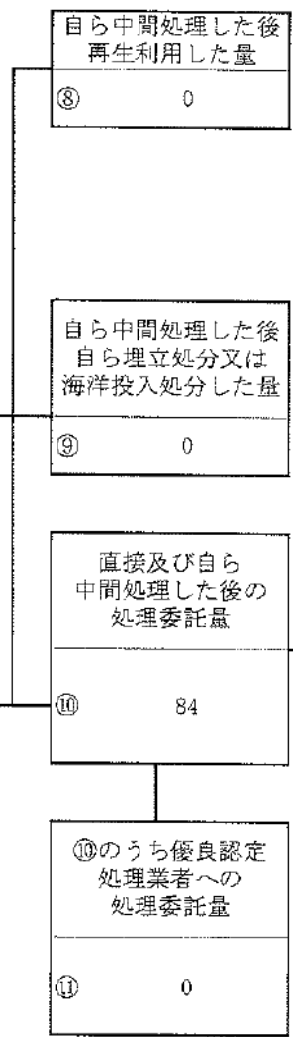 自ら中間処理した後
再生利用した量
⑧ 0
自ら中間処理した後
自ら埋立処分又は
海洋投入処分した量
⑨ 0
直接及び自ら
中間処理した後の
処理委託量
⑩ 84
⑩のうち優良認定
処理業者への
処理委託量
⑪ 0